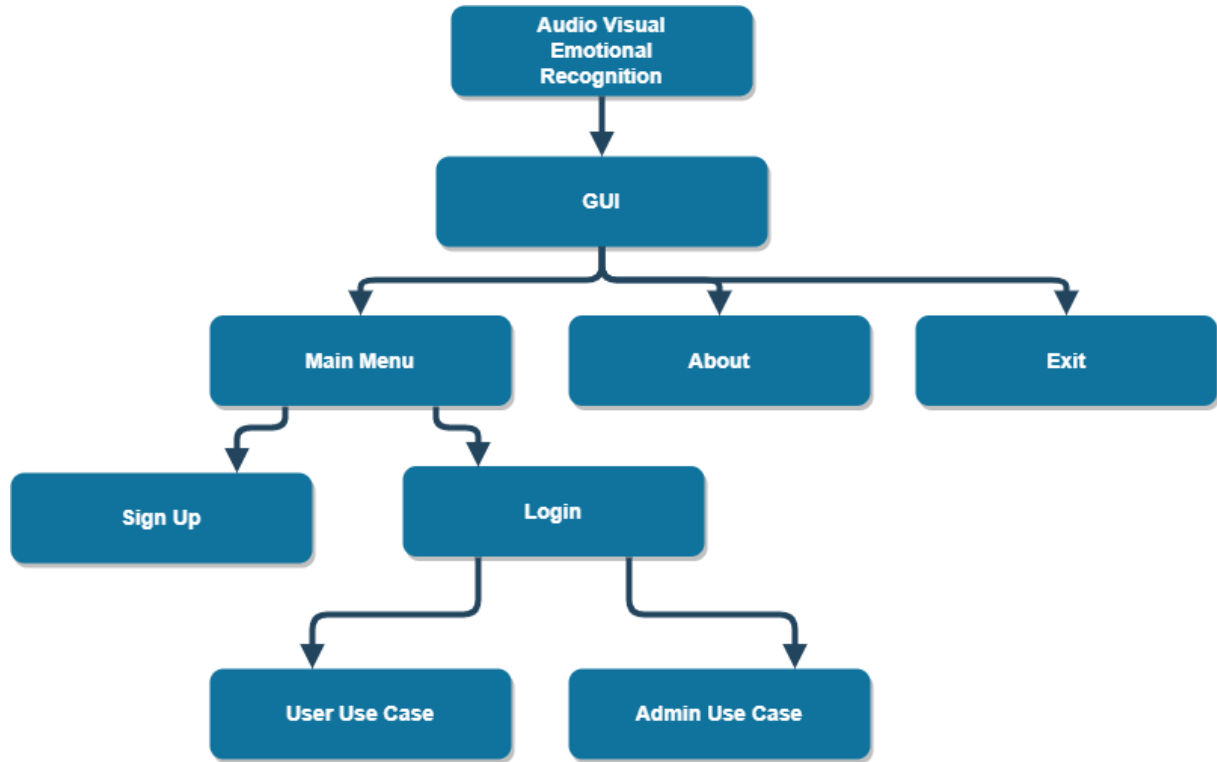 Audio Visual
Emotional
Recognition
GUI
Main Menu
About
Exit
Sign Up
Login
User Use Case
Admin Use Case